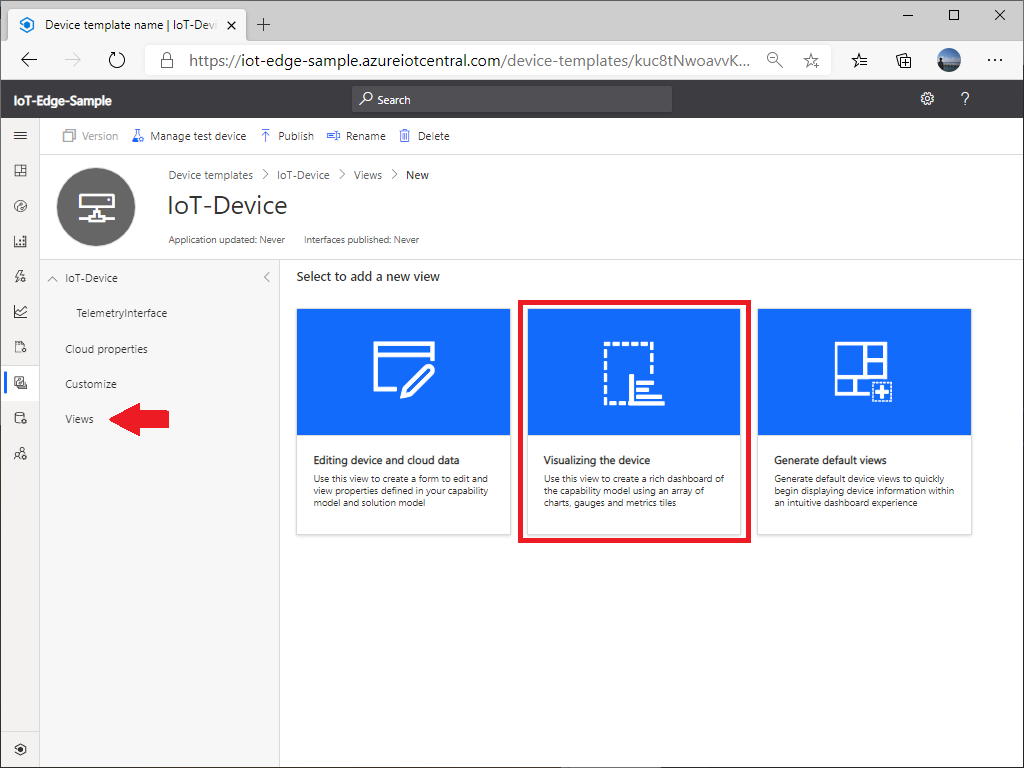 Device template name | IoT-Devi
https://iot-edge-sample.azureiotcentral.com/device-templates/kuc8tNwoavvK...
IoT-Edge-Sample
Search
?
Version
Manage test device
Publish
Rename
Delete
Device templates > IoT-Device > Views > New
IoT-Device
Application updated: Never
Interfaces published: Never
IoT-Device
TelemetryInterface
Cloud properties
Customize
Views
Select to add a new view
Editing device and cloud data
Use this view to create a form to edit and
view properties defined in your capability
model and solution model
Visualizing the device
Use this view to create a rich dashboard of
the capability model using an array of
charts, gauges and metrics tiles
Generate default views
Generate default device views to quickly
begin displaying device information within
an intuitive dashboard experience